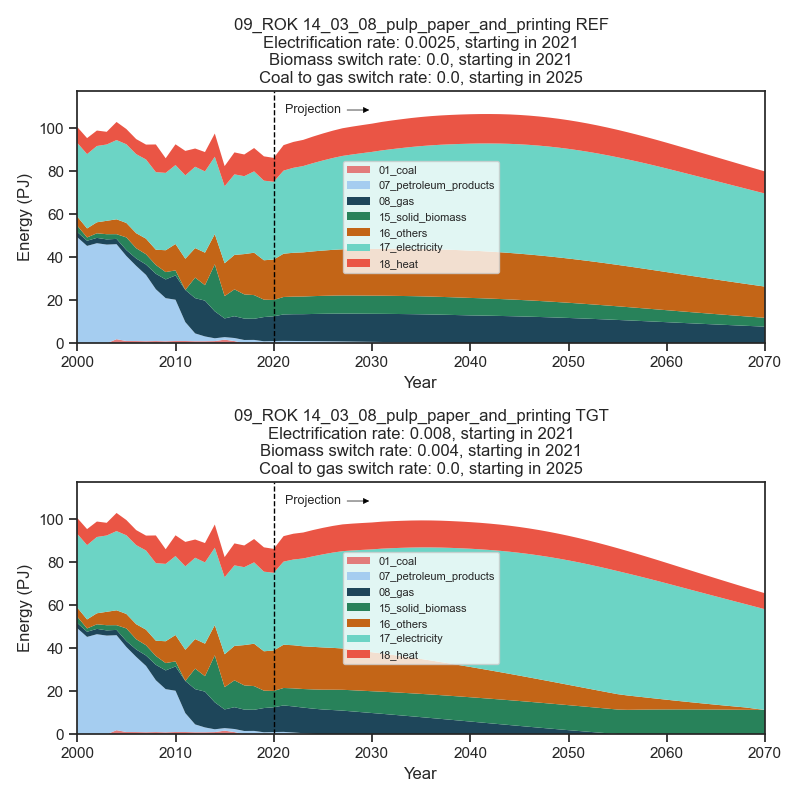 09_ROK 14_03_08_pulp_paper_and_printing REF
Electrification rate: 0.0025, starting in 2021
Biomass switch rate: 0.0, starting in 2021
Coal to gas switch rate: 0.0, starting in 2025
Projection
100
80
60
40
20
0
Energy (PJ)
01_coal
07_petroleum_products
08_gas
15_solid_biomass
16_others
17_electricity
18_heat
2000 2010 2020 2030 2040 2050 2060 2070
Year
09_ROK 14_03_08_pulp_paper_and_printing TGT
Electrification rate: 0.008, starting in 2021
Biomass switch rate: 0.004, starting in 2021
Coal to gas switch rate: 0.0, starting in 2025
Projection
100
80
60
40
20
0
Energy (PJ)
01_coal
07_petroleum_products
08_gas
15_solid_biomass
16_others
17_electricity
18_heat
2000 2010 2020 2030 2040 2050 2060 2070
Year